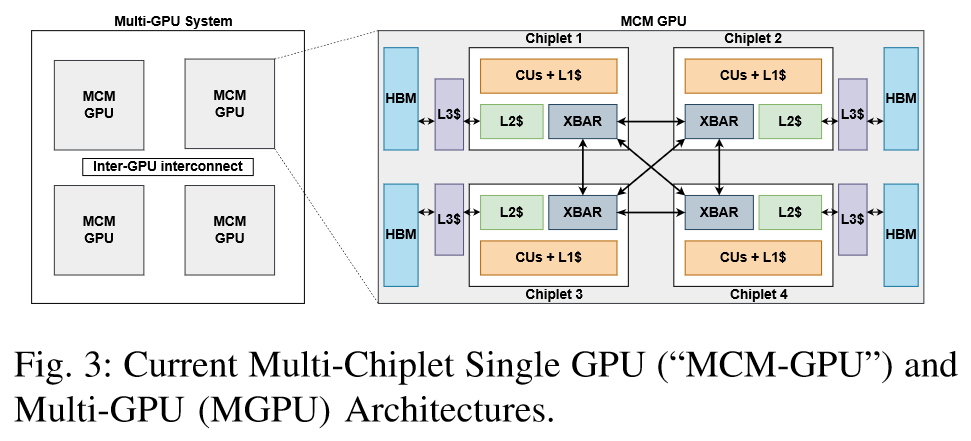 Multi-GPU System
MCM
GPU
MCM
GPU
Inter-GPU interconnect
MCM
GPU
MCM
GPU
MCM GPU
Chiplet 1
Chiplet 2
HBM
L3$
CUs + L1$
L2$
XBAR
CUs + L1$
XBAR
L2$
L3$
HBM
HBM
L3$
L2$
XBAR
CUs + L1$
XBAR
L2$
CUs + L1$
L3$
HBM
Chiplet 3
Chiplet 4
Fig. 3: Current Multi-Chiplet Single GPU (“MCM-GPU”) and
Multi-GPU (MGPU) Architectures.